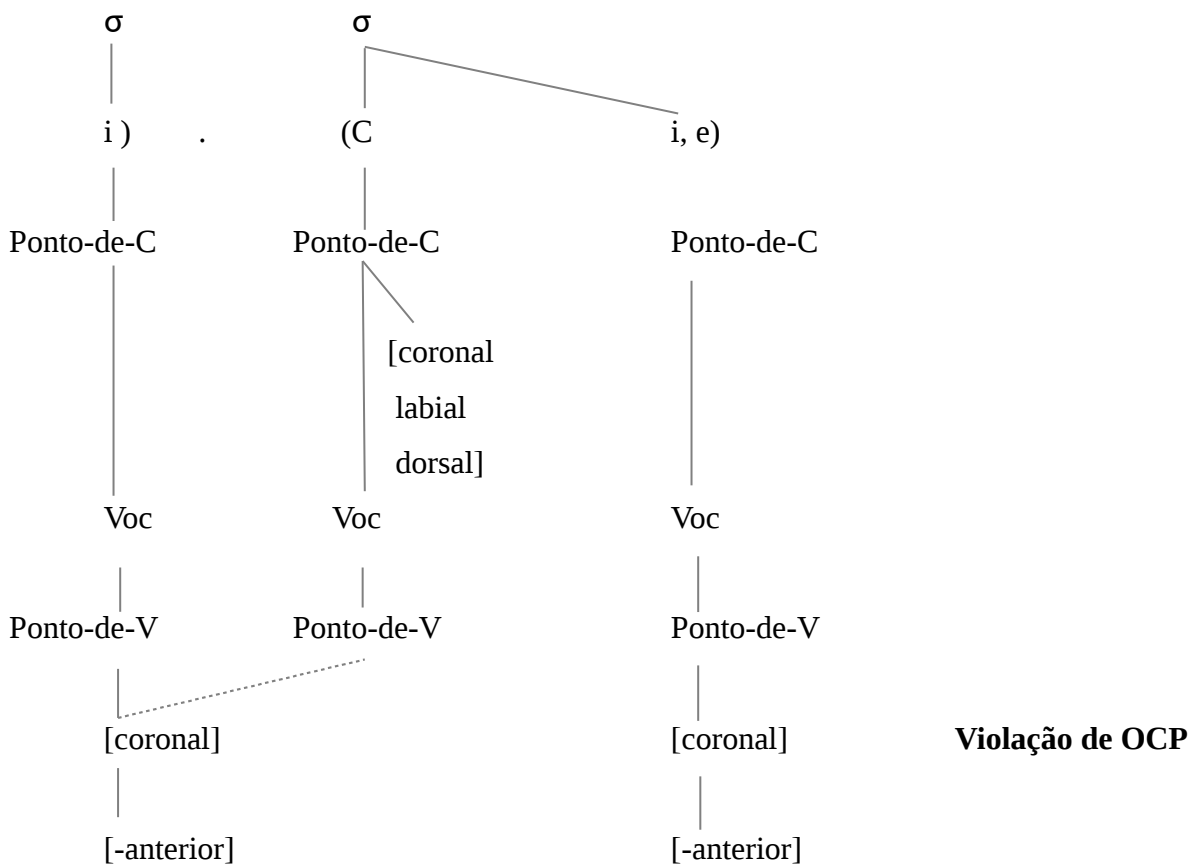 σ σ
i ) . (C i, e)
Ponto-de-C Ponto-de-C Ponto-de-C
[coronal
labial
dorsal]
Voc Voc Voc
Ponto-de-V Ponto-de-V Ponto-de-V
[coronal] [coronal] Violação de OCP
[-anterior] [-anterior]